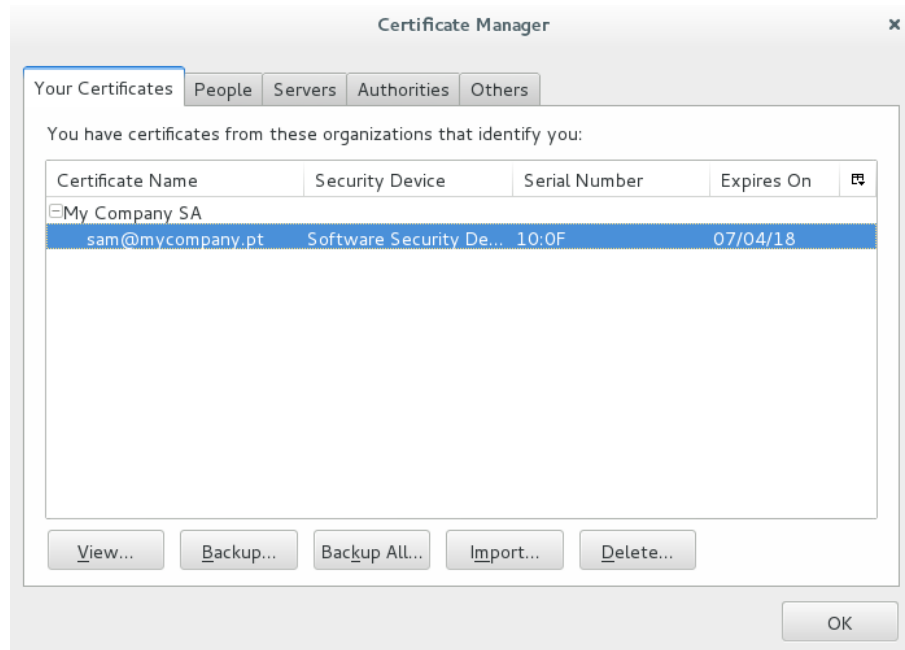 Certificate Manager
Your Certificates People Servers Authorities Others
You have certificates from these organizations that identify you:
Certificate Name Security Device Serial Number Expires On
My Company SA
sam@mycompany.pt Software Security De... 10:0F 07/04/18
View... Backup... Backup All... Import... Delete...
OK